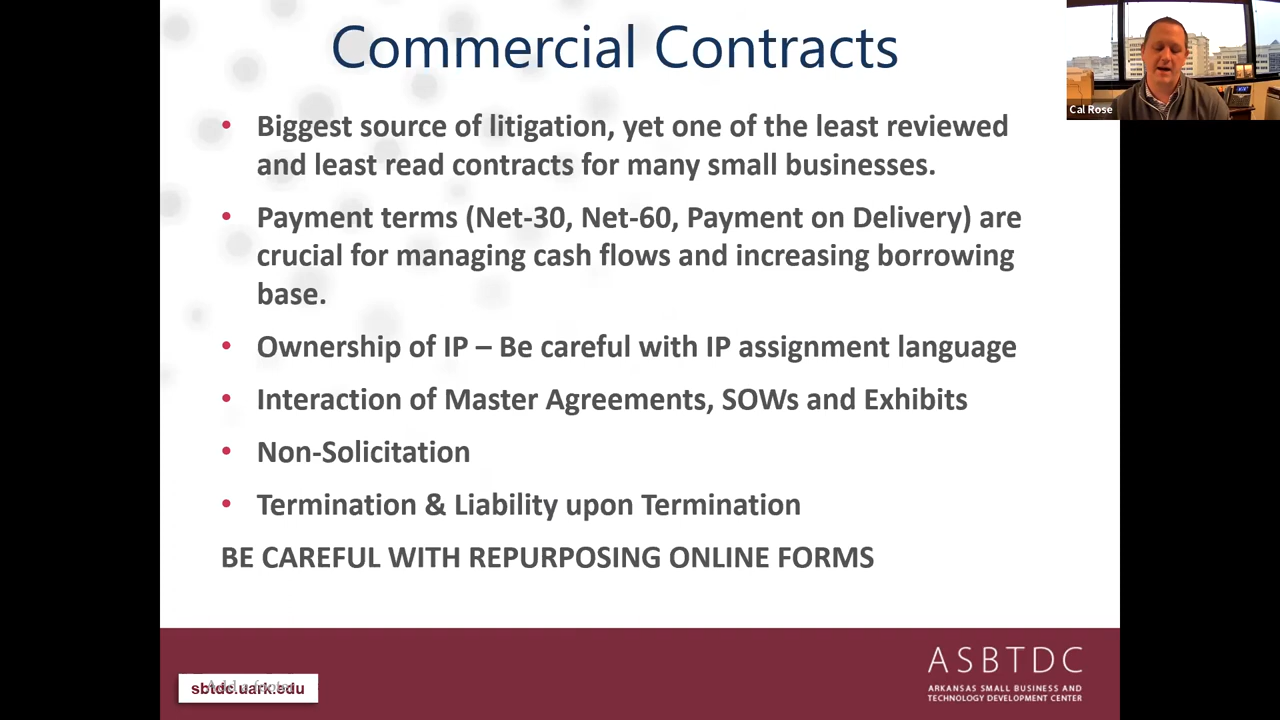 Commercial Contracts
Cal Rose
• Biggest source of litigation, yet one of the least reviewed
and least read contracts for many small businesses.
• Payment terms (Net-30, Net-60, Payment on Delivery) are
crucial for managing cash flows and increasing borrowing
base.
• Ownership of IP – Be careful with IP assignment language
• Interaction of Master Agreements, SOWs and Exhibits
• Non-Solicitation
• Termination & Liability upon Termination
BE CAREFUL WITH REPURPOSING ONLINE FORMS
sbtdc.uark.edu
Add a footer
ASBTDC
ARKANSAS SMALL BUSINESS AND
TECHNOLOGY DEVELOPMENT CENTER